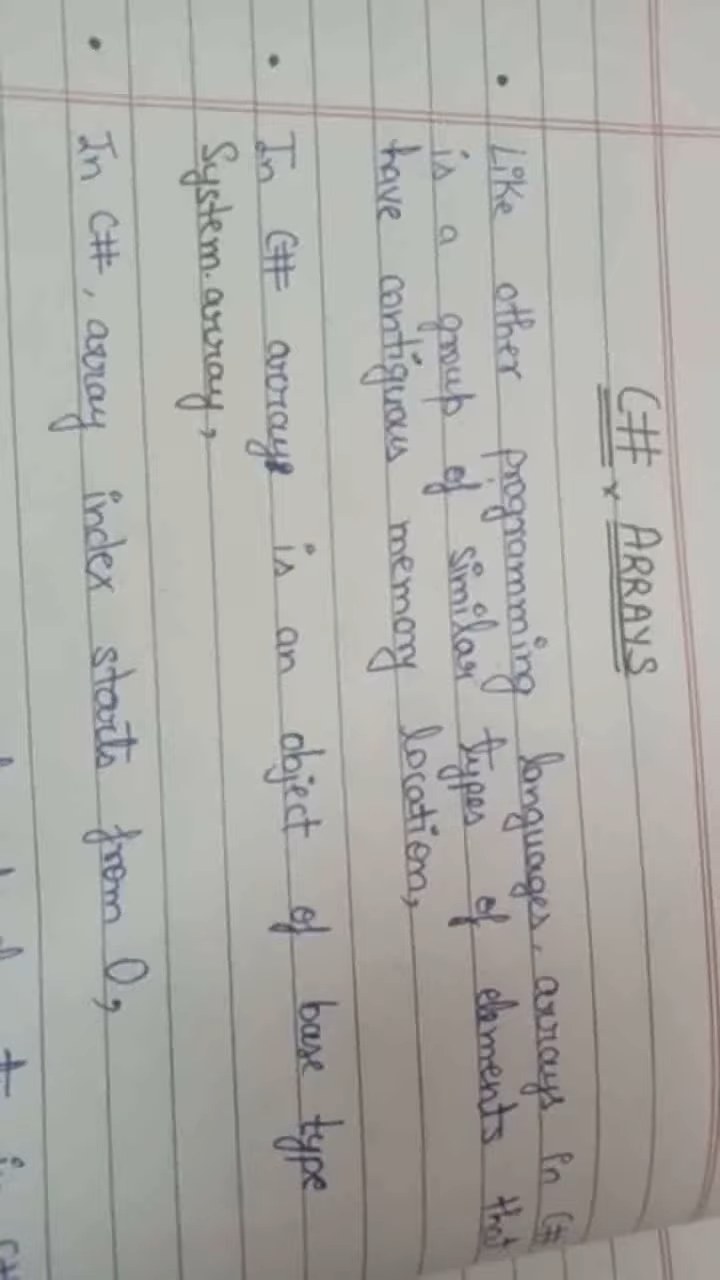 C# ARRAYS
• Like other programming languages, arrays in C#
is a group of similar types of elements that
have contiguous memory location,
• In C# arrays is an object of base type
System.array,
• In C#, array index starts from 0,